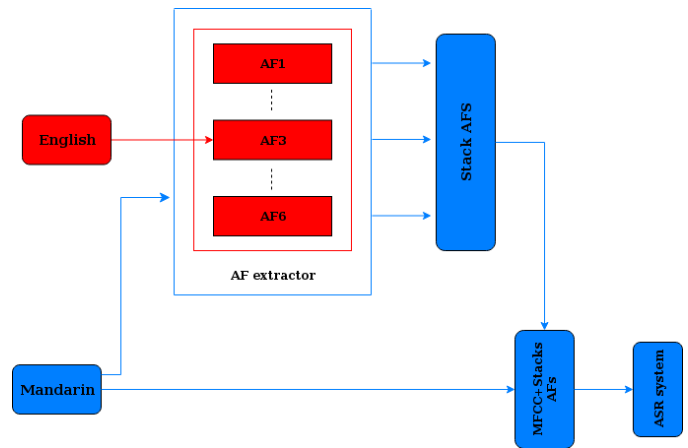 AF1
English
AF3
AF6
AF extractor
Stack AFS
Mandarin
MFCC+Stacks
AFs
ASR system